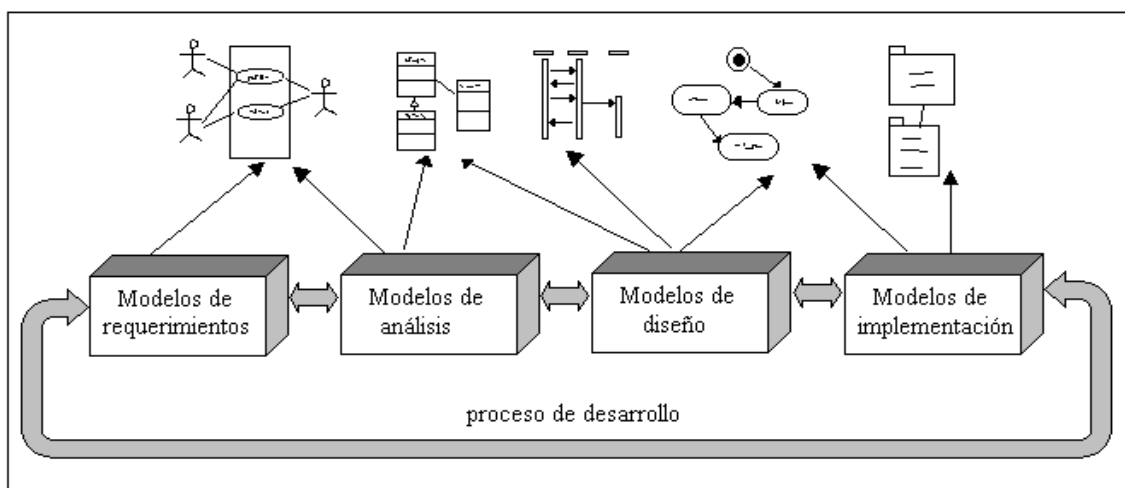 Modelos de
requerimientos
Modelos de
análisis
Modelos de
diseño
Modelos de
implementación
proceso de desarrollo